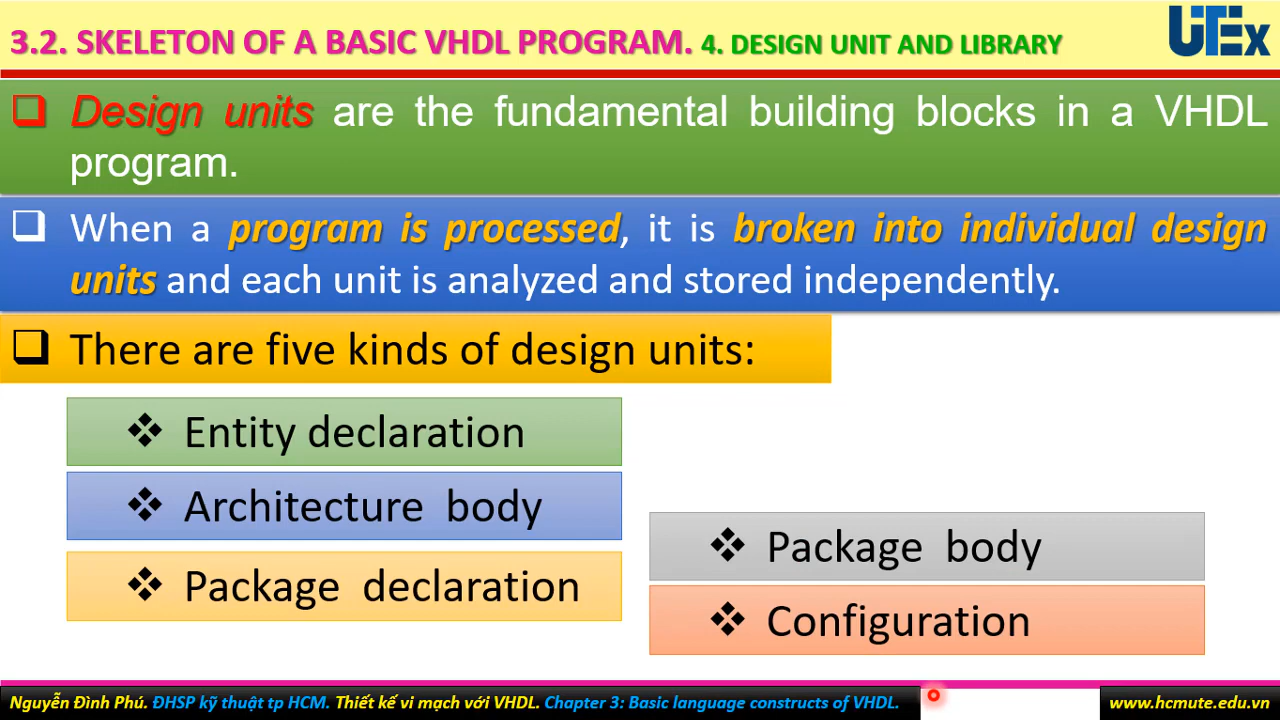 3.2. SKELETON OF A BASIC VHDL PROGRAM. 4. DESIGN UNIT AND LIBRARY
UTEx
Design units are the fundamental building blocks in a VHDL
program.
When a program is processed, it is broken into individual design
units and each unit is analyzed and stored independently.
There are five kinds of design units:
Entity declaration
Architecture body
Package declaration
Package body
Configuration
Nguyễn Đình Phú. ĐHSP kỹ thuật tp HCM. Thiết kế vi mạch với VHDL. Chapter 3: Basic language constructs of VHDL.
www.hcmute.edu.vn